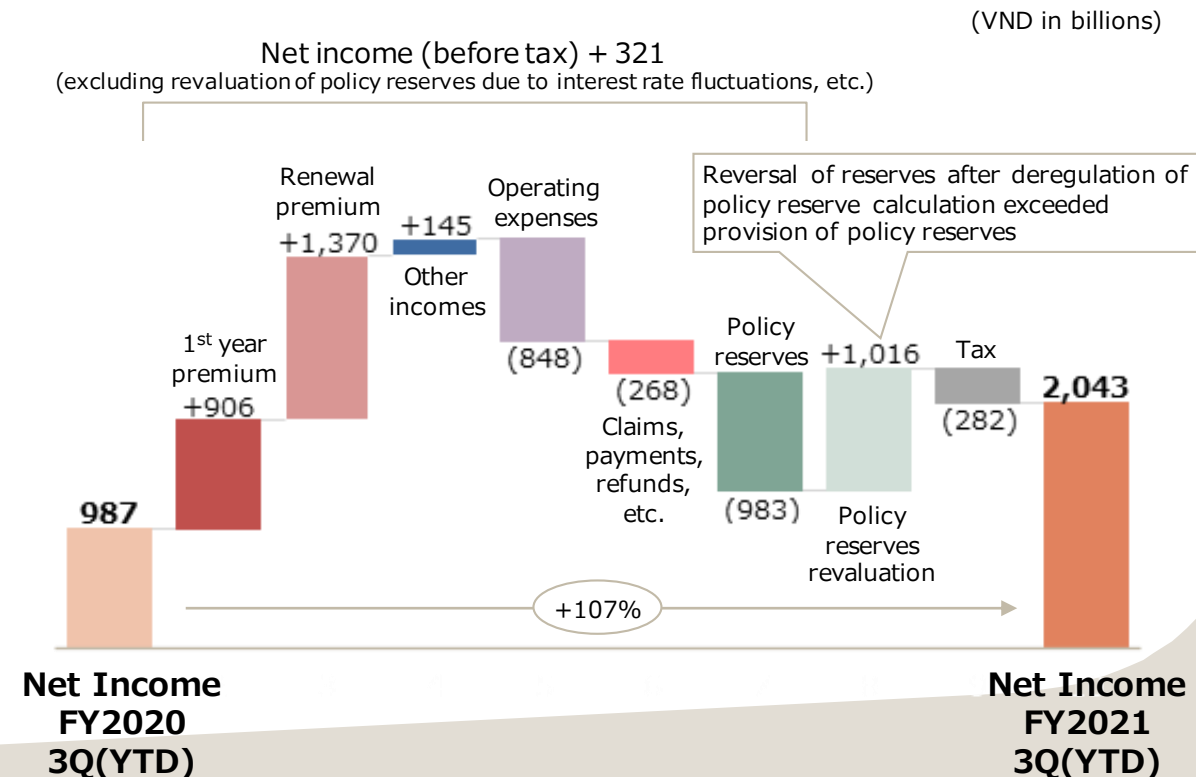 (VND in billions)
Net income (before tax) + 321
(excluding revaluation of policy reserves due to interest rate fluctuations, etc.)
Reversal of reserves after deregulation of
policy reserve calculation exceeded
provision of policy reserves
987
1st year
premium
+906
Renewal
premium
+1,370
+145
Other
incomes
Operating
expenses
(848)
(268)
Claims,
payments,
refunds,
etc.
Policy
reserves
(983)
+1,016
Policy
reserves
revaluation
Tax
(282)
2,043
+107%
Net Income
FY2020
3Q(YTD)
Net Income
FY2021
3Q(YTD)